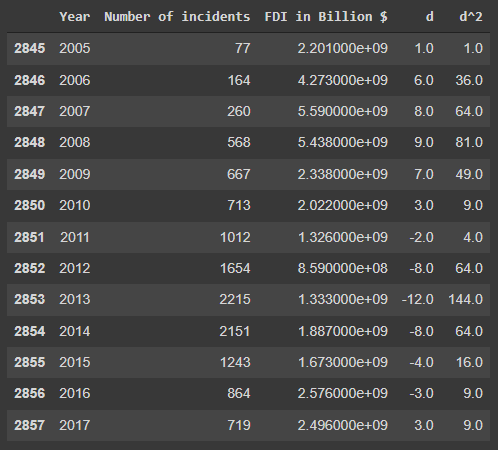 Year Number of incidents FDI in Billion $ d d^2
2845 2005 77 2.201000e+09 1.0 1.0
2846 2006 164 4.273000e+09 6.0 36.0
2847 2007 260 5.590000e+09 8.0 64.0
2848 2008 568 5.438000e+09 9.0 81.0
2849 2009 667 2.338000e+09 7.0 49.0
2850 2010 713 2.022000e+09 3.0 9.0
2851 2011 1012 1.326000e+09 -2.0 4.0
2852 2012 1654 8.590000e+08 -8.0 64.0
2853 2013 2215 1.333000e+09 -12.0 144.0
2854 2014 2151 1.887000e+09 -8.0 64.0
2855 2015 1243 1.673000e+09 -4.0 16.0
2856 2016 864 2.576000e+09 -3.0 9.0
2857 2017 719 2.496000e+09 3.0 9.0